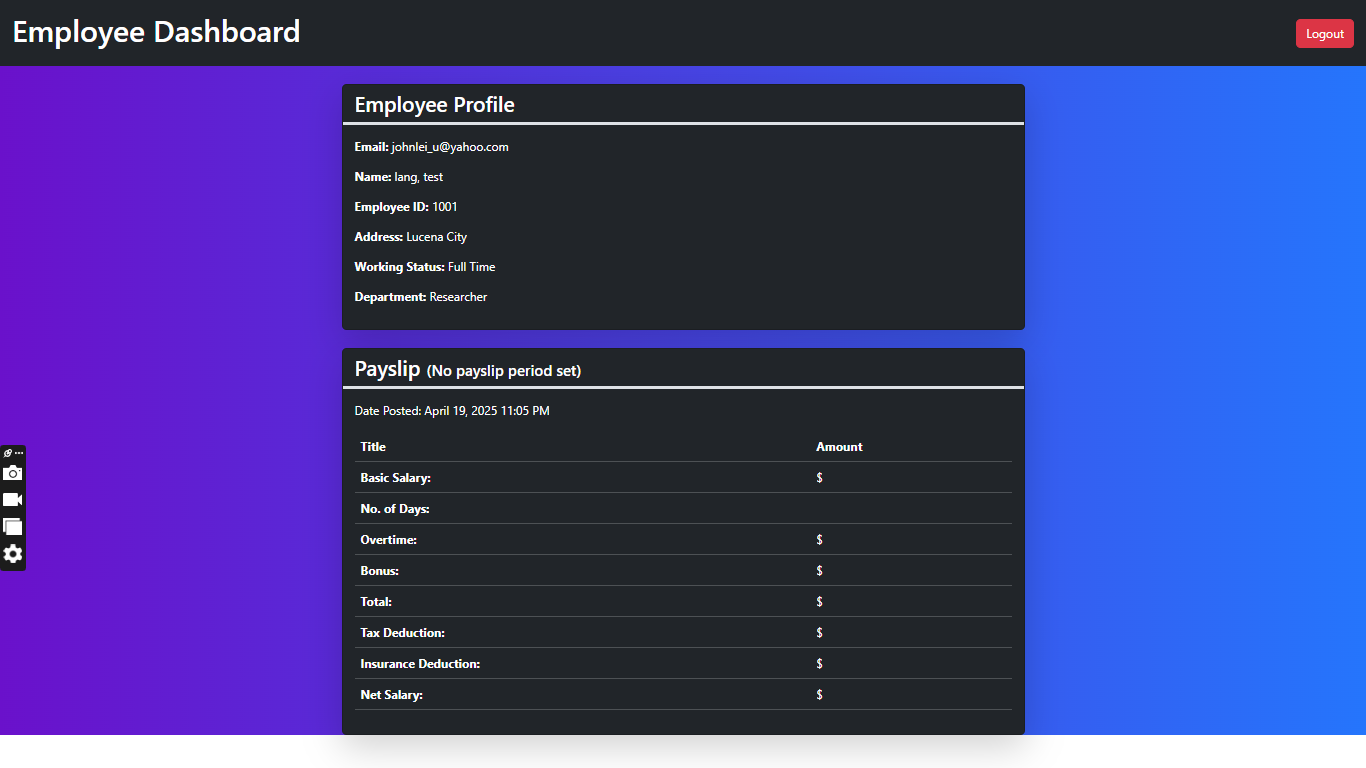 Employee Dashboard
Logout
Employee Profile
Email: johnlei_u@yahoo.com
Name: lang, test
Employee ID: 1001
Address: Lucena City
Working Status: Full Time
Department: Researcher
Payslip (No payslip period set)
Date Posted: April 19, 2025 11:05 PM
Title Amount
Basic Salary: $
No. of Days:
Overtime: $
Bonus: $
Total: $
Tax Deduction: $
Insurance Deduction: $
Net Salary: $